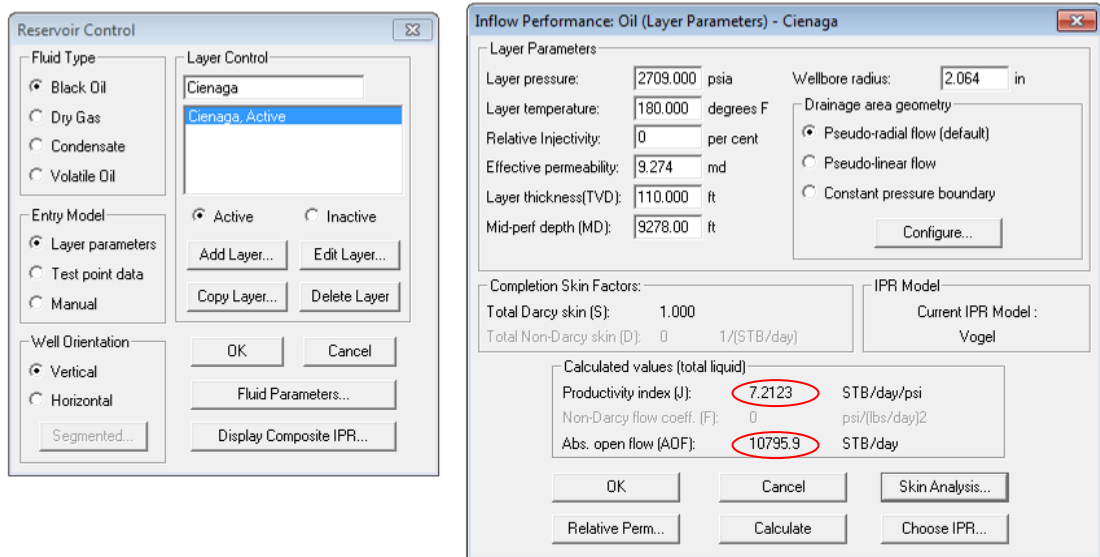 Reservoir Control
Fluid Type
Black Oil
Dry Gas
Condensate
Volatile Oil
Entry Model
Layer parameters
Test point data
Manual
Well Orientation
Vertical
Horizontal
Segmented...
Layer Control
Cienaga
Cienaga, Active
Active Inactive
Add Layer... Edit Layer...
Copy Layer... Delete Layer
OK Cancel
Fluid Parameters...
Display Composite IPR...
Inflow Performance: Oil (Layer Parameters) - Cienaga
Layer Parameters
Layer pressure: 2709.000 psia
Layer temperature: 180.000 degrees F
Relative Injectivity: 0 per cent
Effective permeability: 9.274 md
Layer thickness(TVD): 110.000 ft
Mid-perf depth (MD): 9278.00 ft
Wellbore radius: 2.064 in
Drainage area geometry
Pseudo-radial flow (default)
Pseudo-linear flow
Constant pressure boundary
Configure...
Completion Skin Factors:
Total Darcy skin (S): 1.000
Total Non-Darcy skin (D): 0 1/(STB/day)
IPR Model
Current IPR Model :
Vogel
Calculated values (total liquid)
Productivity index (J): 7.2123 STB/day/psi
Non-Darcy flow coeff. (F): 0 psi/(lbs/day)2
Abs. open flow (AOF): 10795.9 STB/day
OK Cancel Skin Analysis...
Relative Perm... Calculate Choose IPR...